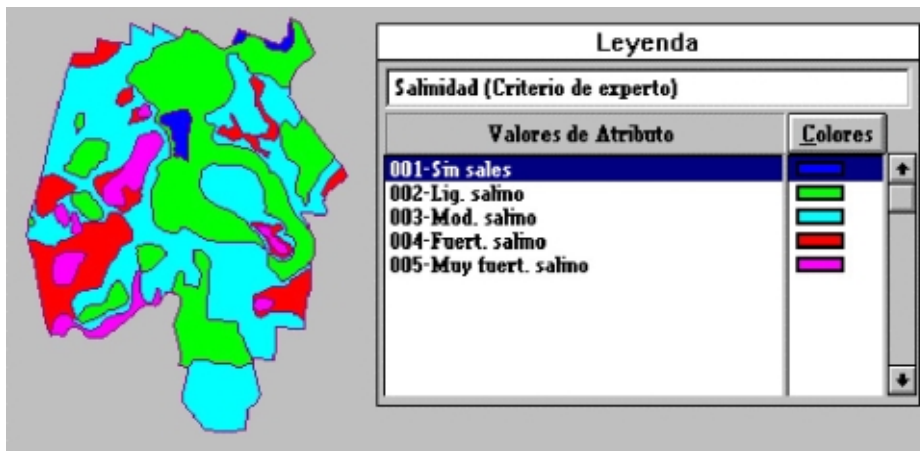 Leyenda
Salinidad (Criterio de experto)
Valores de Atributo Colores
001-Sin sales
002-Lig. salino
003-Mod. salino
004-Fuert. salino
005-Muy fuert. salino